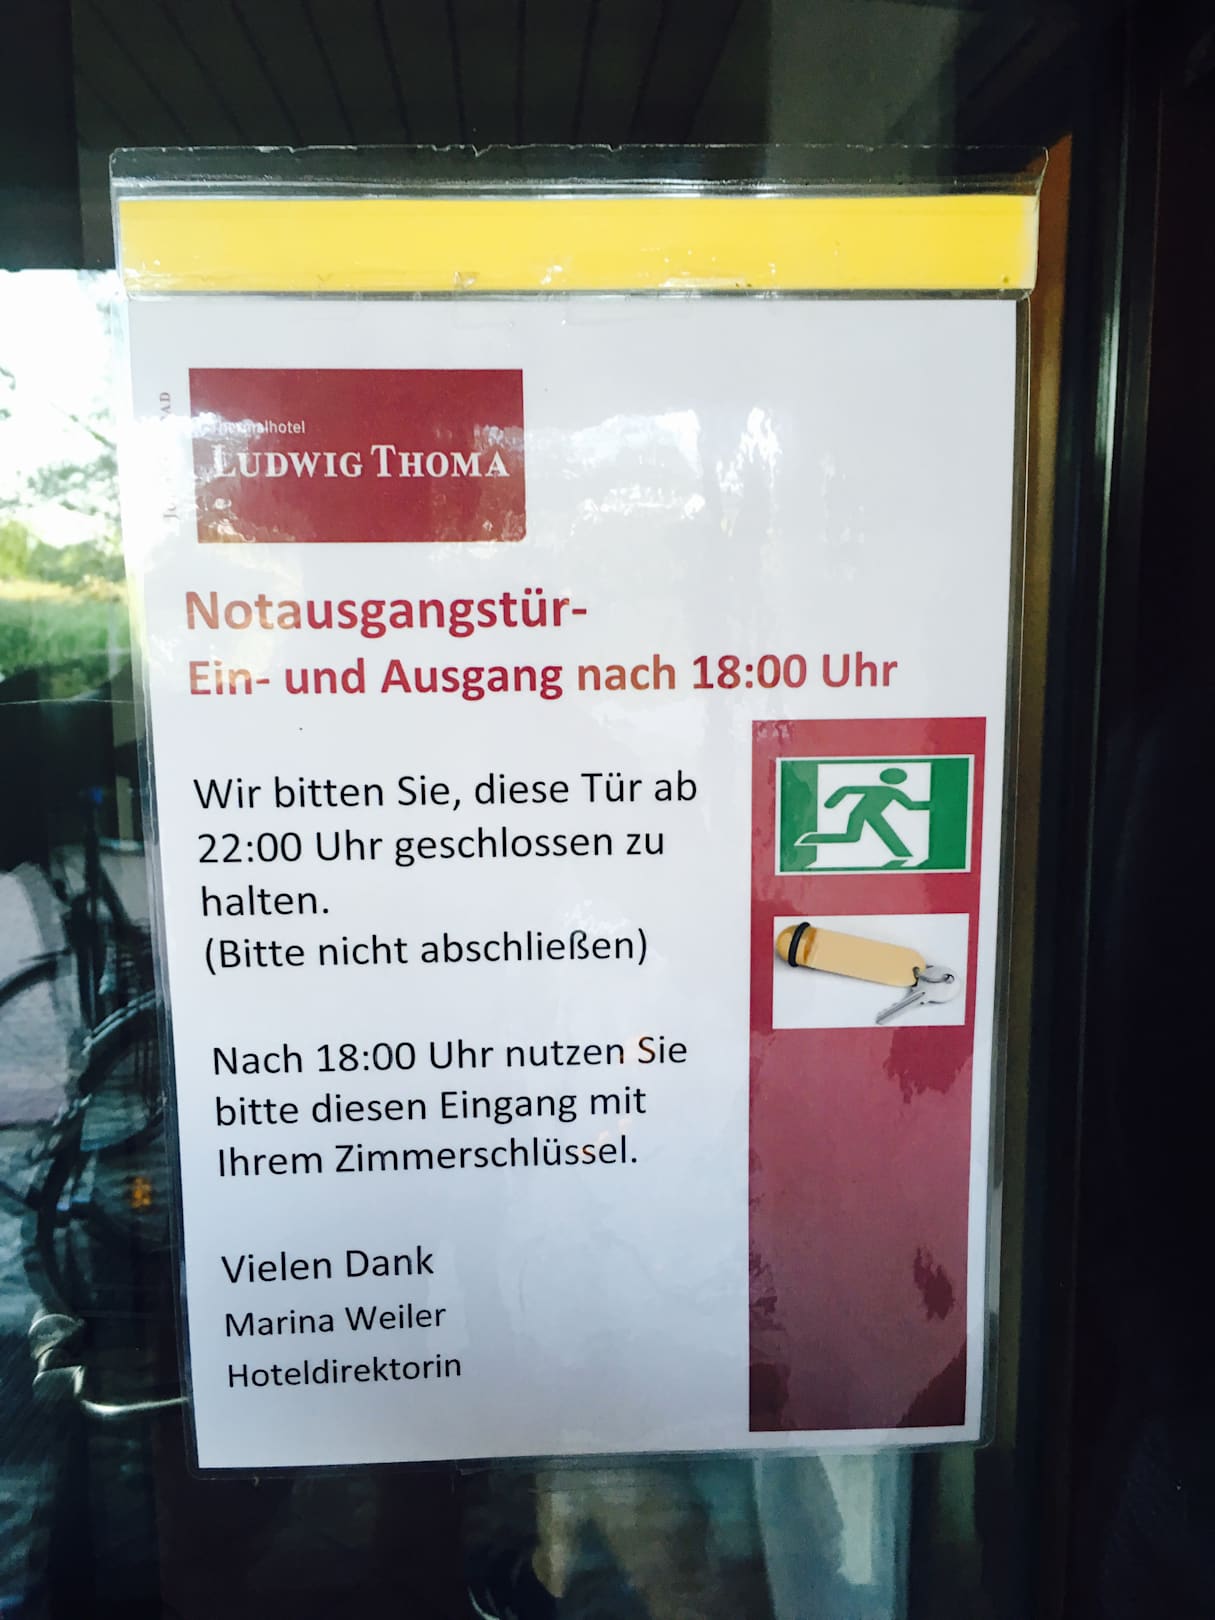 Thermalhotel
LUDWIG THOMA
Notausgangstür-
Ein- und Ausgang nach 18:00 Uhr
Wir bitten Sie, diese Tür ab
22:00 Uhr geschlossen zu
halten.
(Bitte nicht abschließen)
Nach 18:00 Uhr nutzen Sie
bitte diesen Eingang mit
Ihrem Zimmerschlüssel.
Vielen Dank
Marina Weiler
Hoteldirektorin